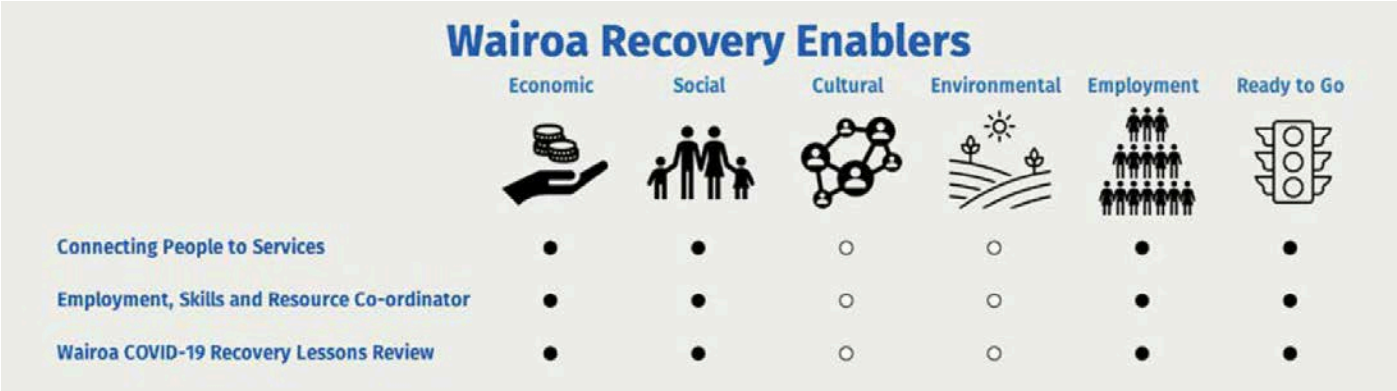 Wairoa Recovery Enablers
Economic Social Cultural Environmental Employment Ready to Go
Connecting People to Services
Employment, Skills and Resource Co-ordinator
Wairoa COVID-19 Recovery Lessons Review